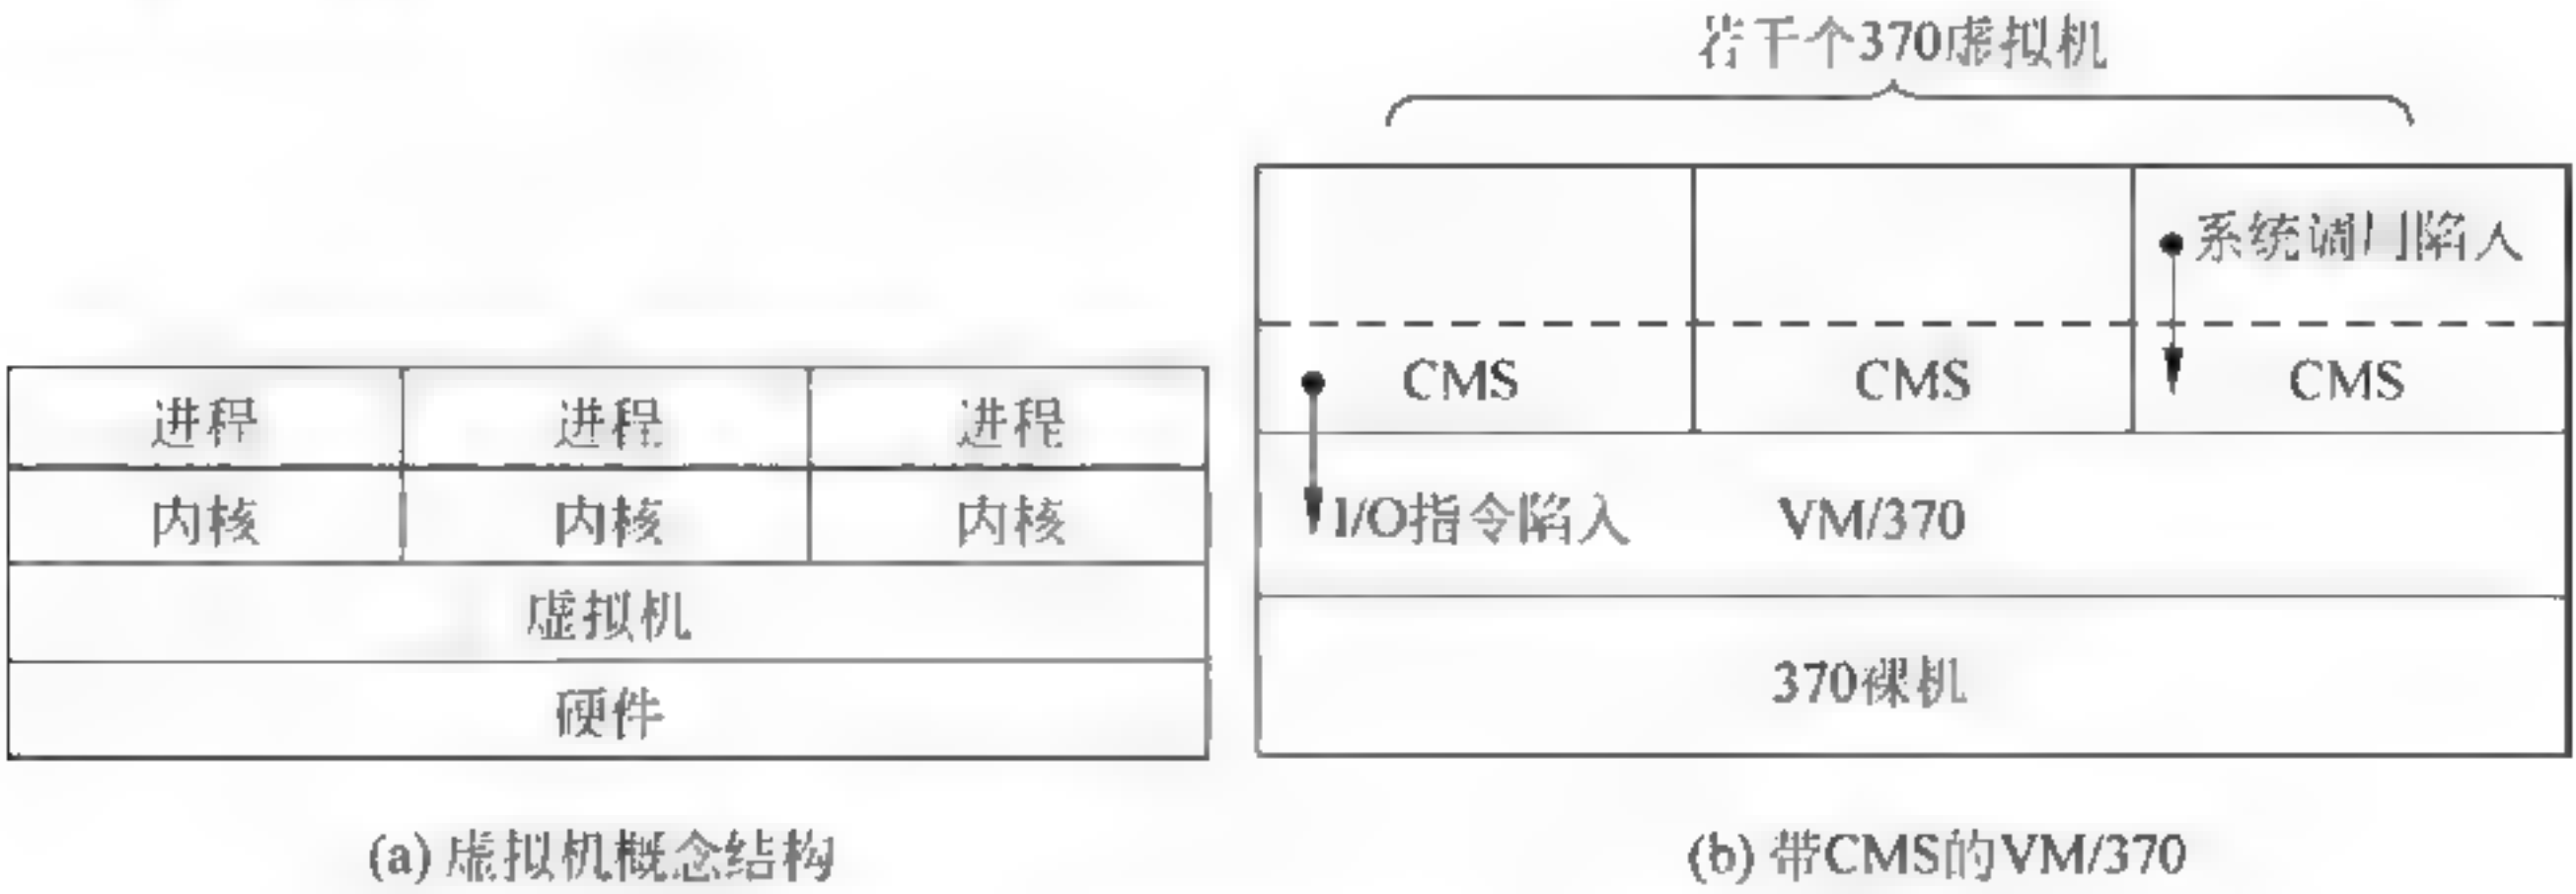 若干个370虚拟机
系统调用陷入
CMS CMS CMS
进程 进程 进程
内核 内核 内核
I/O指令陷入 VM/370
虚拟机
370裸机
硬件
(a) 虚拟机概念结构
(b) 带CMS的VM/370